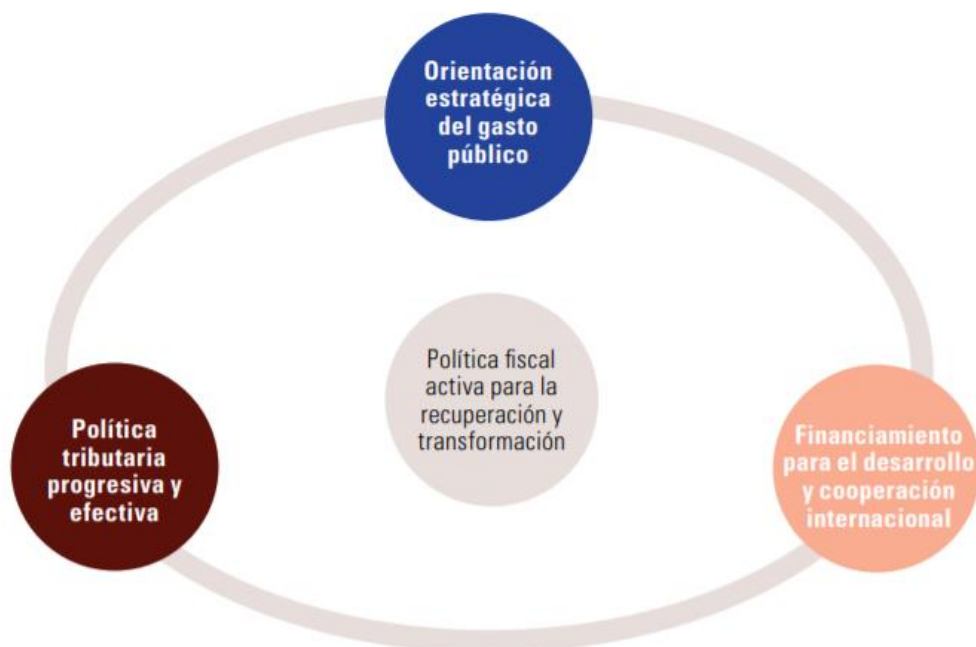 Orientación
estratégica
del gasto
público
Política fiscal
activa para la
recuperación y
transformación
Política
tributaria
progresiva y
efectiva
Financiamiento
para el desarrollo
y cooperación
internacional